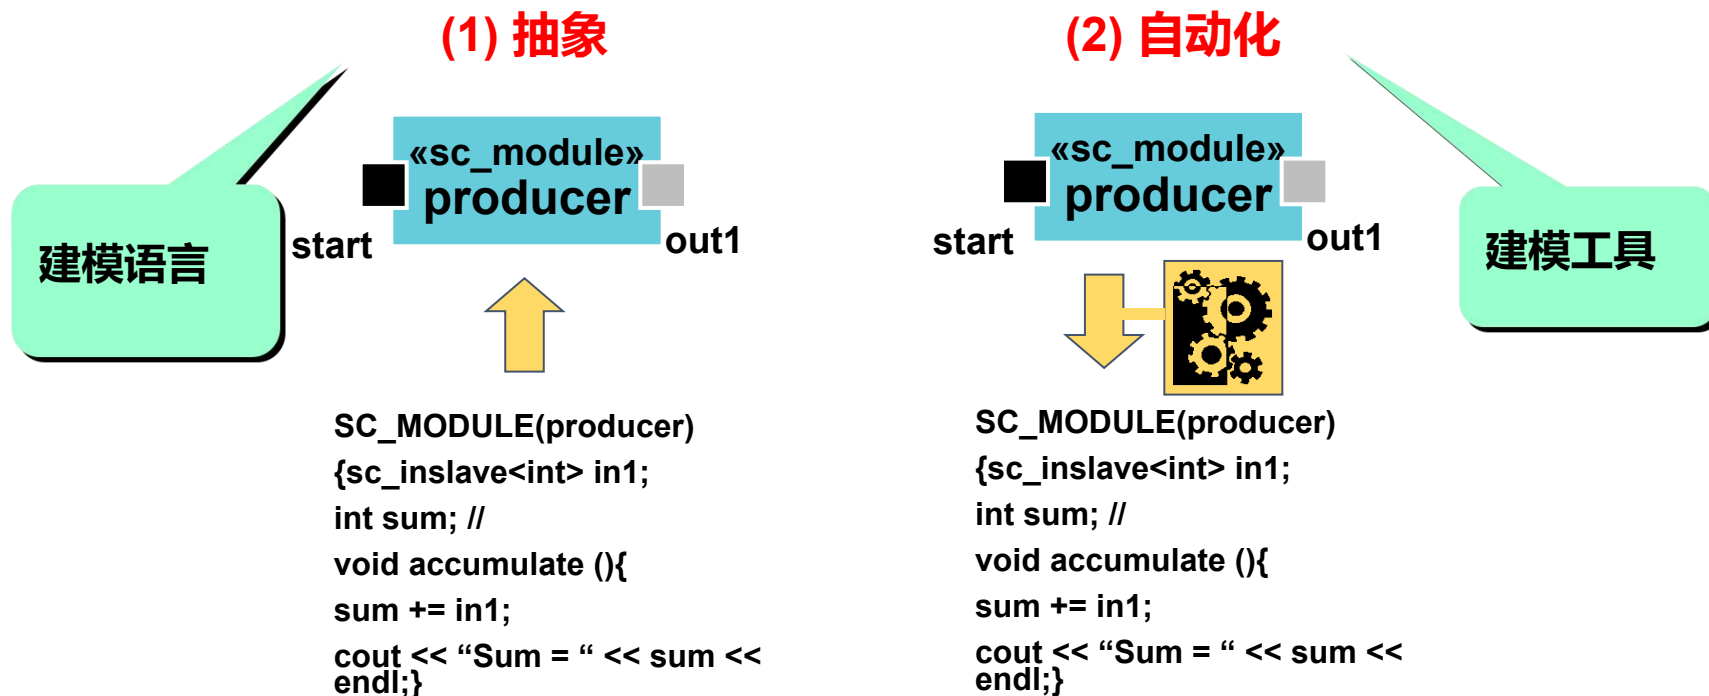 (1) 抽象
建模语言
«sc_module»
producer
start
out1
SC_MODULE(producer)
{sc_inslave<int> in1;
int sum; //
void accumulate (){
sum += in1;
cout << “Sum = “ << sum <<
endl;}
(2) 自动化
«sc_module»
producer
start
out1
建模工具
SC_MODULE(producer)
{sc_inslave<int> in1;
int sum; //
void accumulate (){
sum += in1;
cout << “Sum = “ << sum <<
endl;}